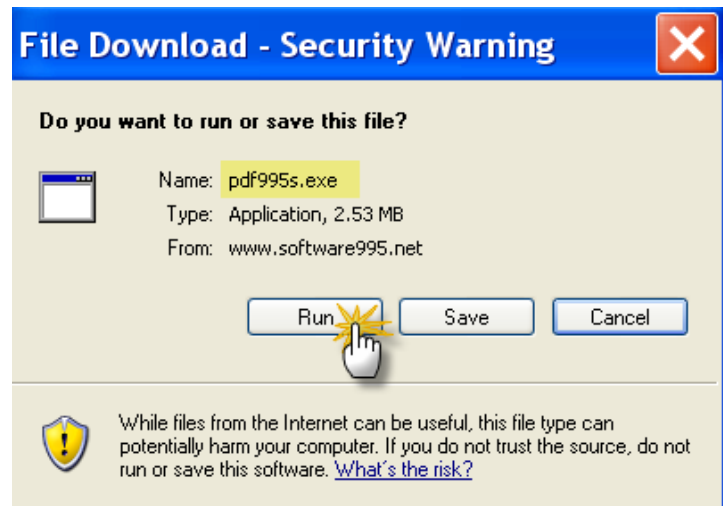 File Download - Security Warning
Do you want to run or save this file?
Name: pdf995s.exe
Type: Application, 2.53 MB
From: www.software995.net
Run Save Cancel
While files from the Internet can be useful, this file type can
potentially harm your computer. If you do not trust the source, do not
run or save this software. What's the risk?